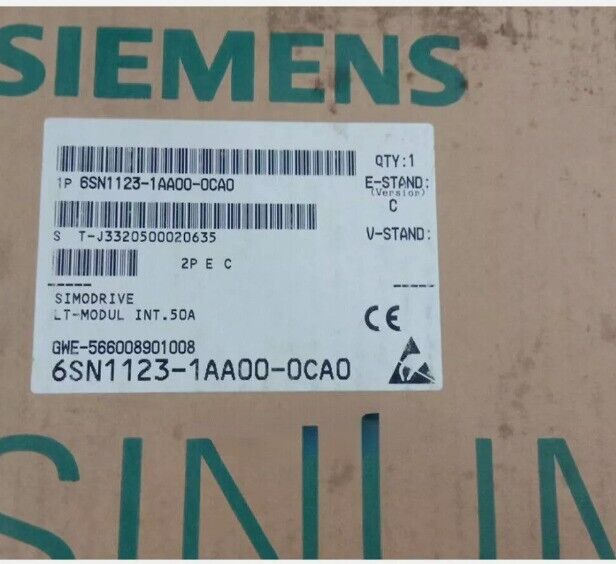 SIEMENS
1P 6SN1123-1AA00-0CA0
QTY:1
E-STAND:
(Version)
C
S T-J3320500020635
V-STAND:
2P E C
SIMODRIVE
LT-MODUL INT.50A
CE
GWE-566008901008
6SN1123-1AA00-0CA0